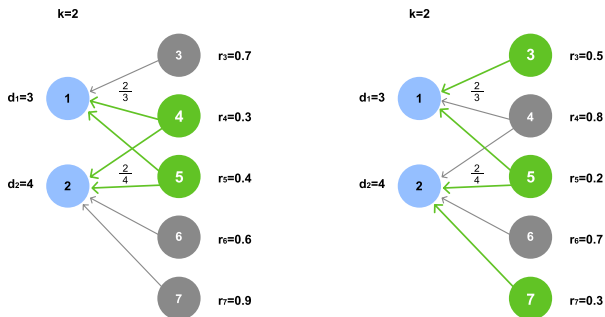 k=2
3
r₃=0.7
d₁=3
1
2/3
4
r₄=0.3
d₂=4
2
2/4
5
r₅=0.4
6
r₆=0.6
7
r₇=0.9
k=2
3
r₃=0.5
d₁=3
1
2/3
4
r₄=0.8
d₂=4
2
2/4
5
r₅=0.2
6
r₆=0.7
7
r₇=0.3